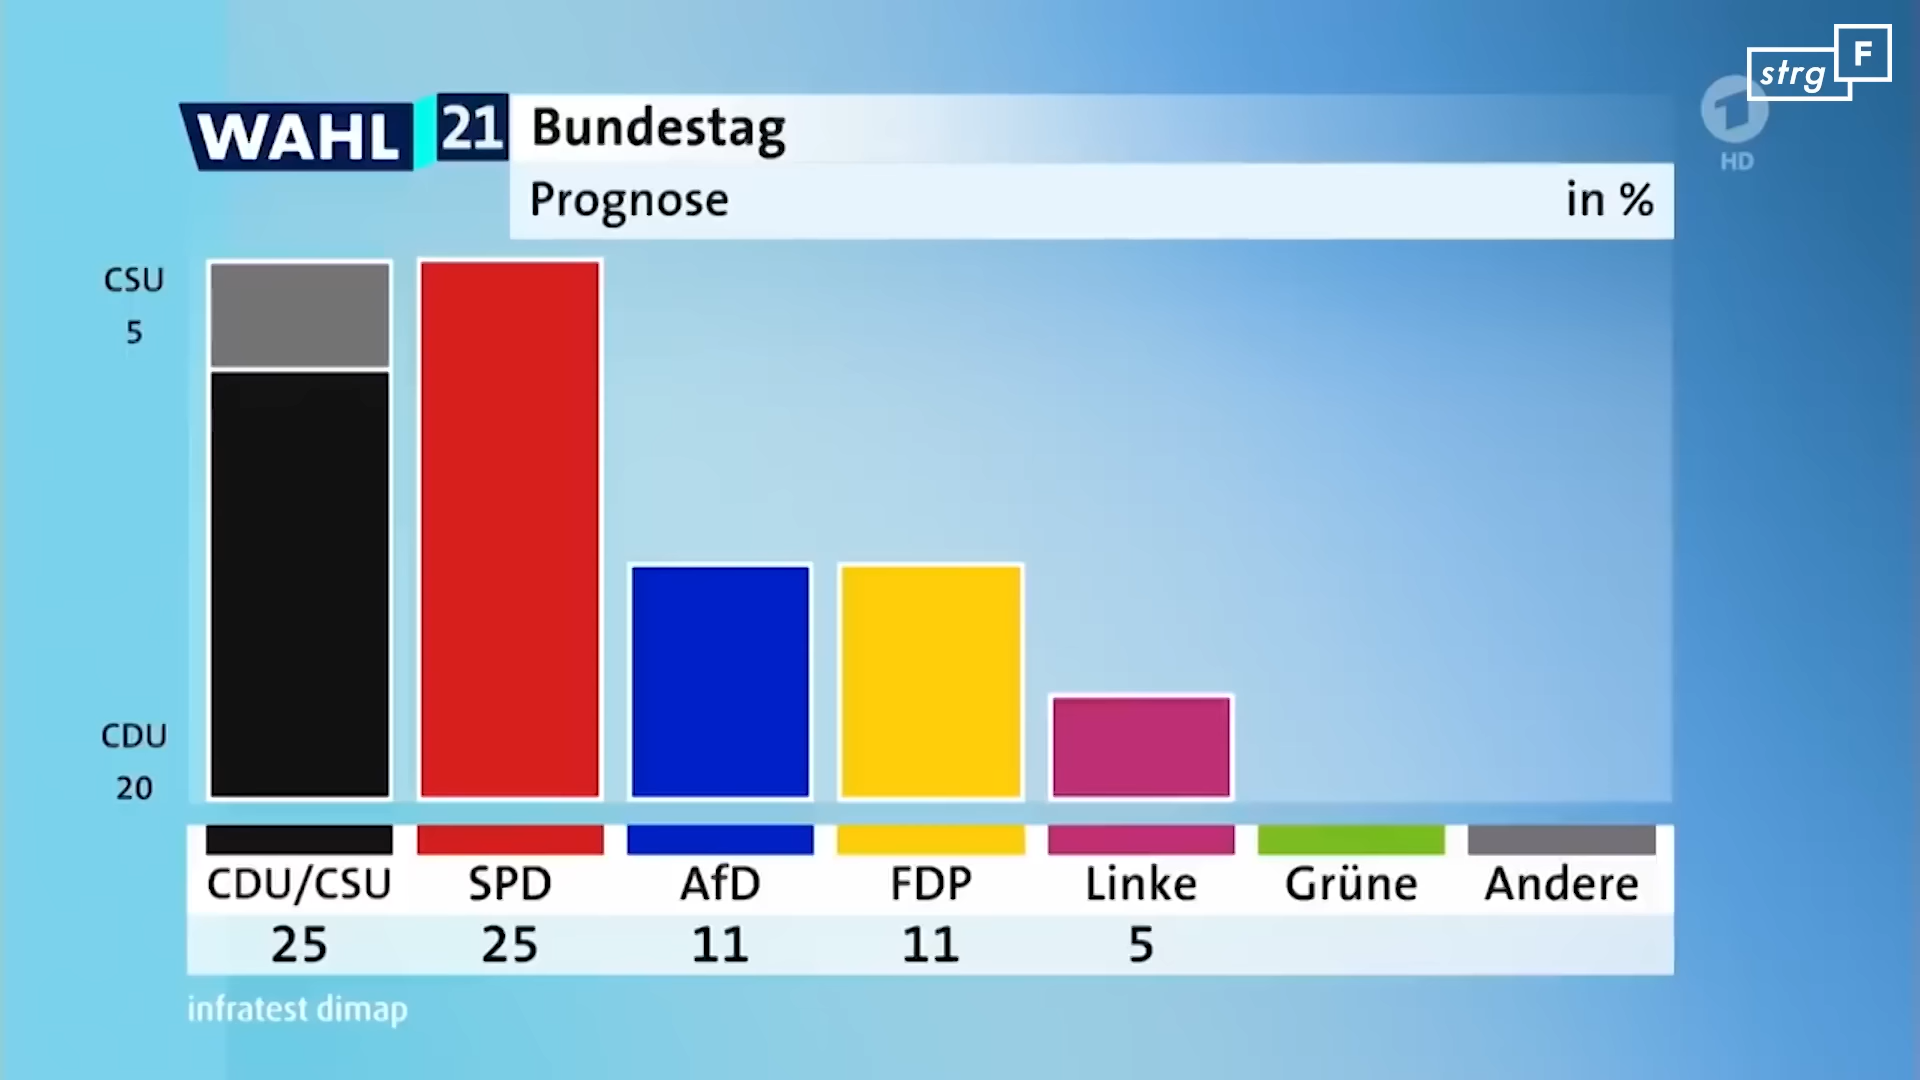 strg F
WAHL 21 Bundestag
1
HD
Prognose in %
CSU
5
CDU
20
CDU/CSU SPD AfD FDP Linke Grüne Andere
25 25 11 11 5
infratest dimap